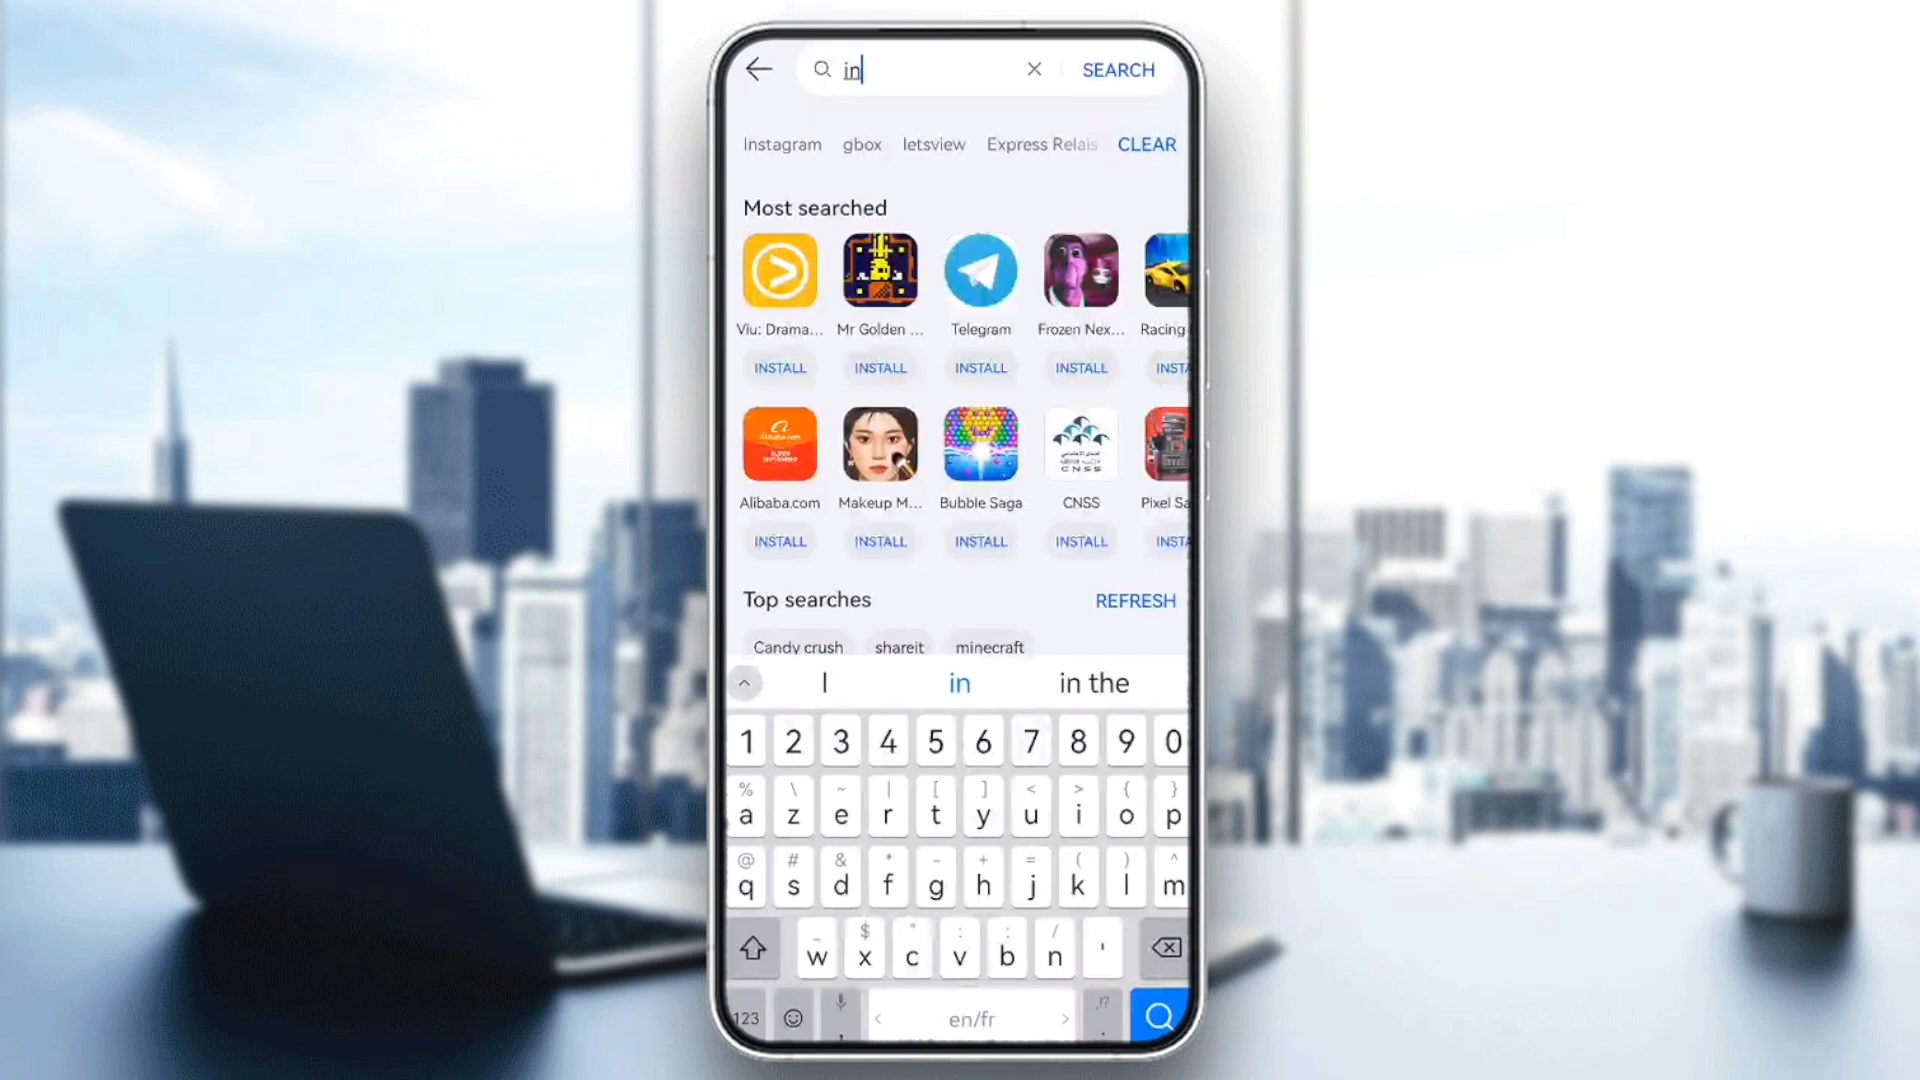 in SEARCH
Instagram gbox letsview Express Relais CLEAR
Most searched
Viu: Drama... Mr Golden ... Telegram Frozen Nex... Racing
INSTALL INSTALL INSTALL INSTALL INSTA
Alibaba.com
Alibaba.com Makeup M... Bubble Saga CNSS Pixel Sa
INSTALL INSTALL INSTALL INSTALL INSTA
Top searches REFRESH
Candy crush shareit minecraft
I in in the
1 2 3 4 5 6 7 8 9 0
% \ ~ | [ ] < > { }
a z e r t y u i o p
@ # & * - + = ( ) ^
q s d f g h j k l m
_ $ " : ; /
w x c v b n '
123 , < en/fr > ,!? .